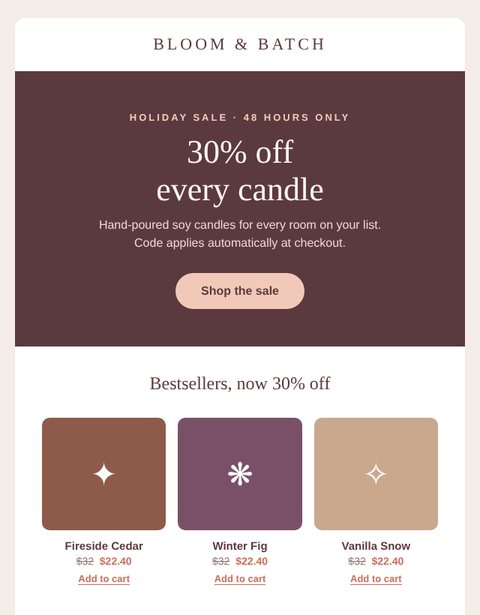 BLOOM & BATCH
HOLIDAY SALE · 48 HOURS ONLY
30% off
every candle
Hand-poured soy candles for every room on your list.
Code applies automatically at checkout.
Shop the sale
Bestsellers, now 30% off
Fireside Cedar
$32 $22.40
Add to cart
Winter Fig
$32 $22.40
Add to cart
Vanilla Snow
$32 $22.40
Add to cart